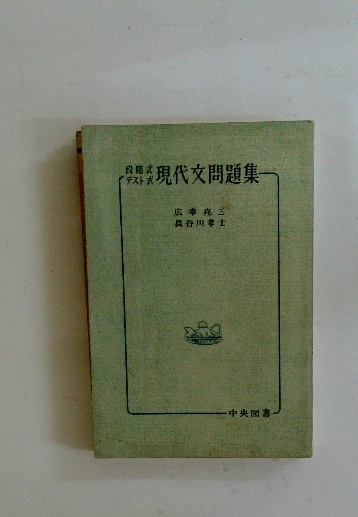 段階式
テスト式 現代文問題集
広幸亮三
長谷川孝士
中央図書